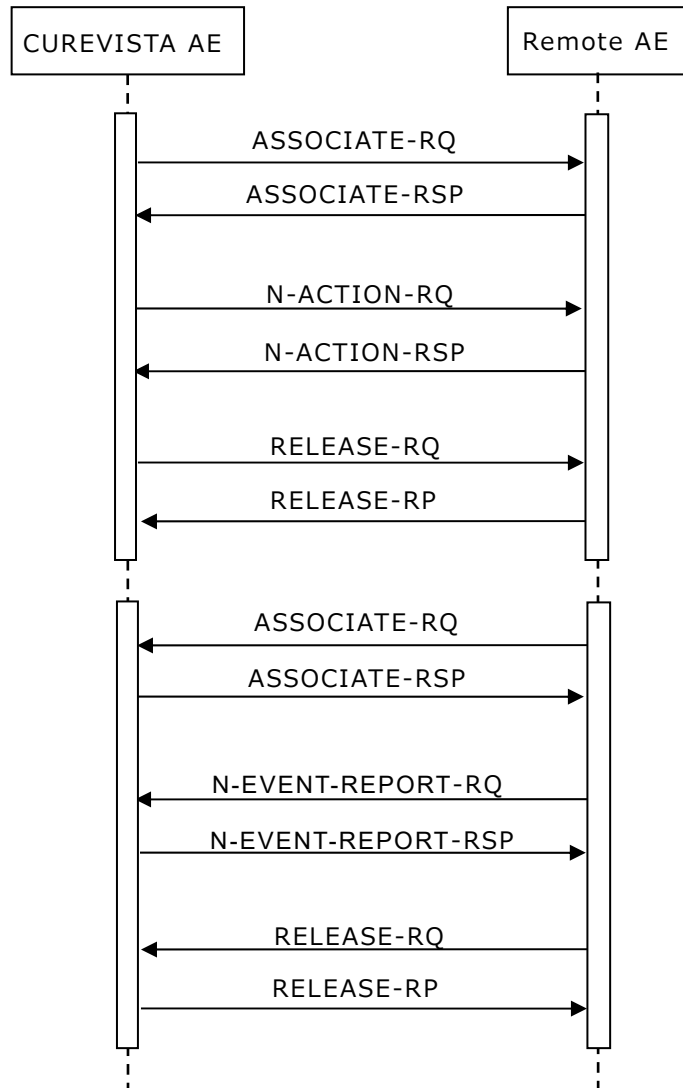 CUREVISTA AE
Remote AE
ASSOCIATE-RQ
ASSOCIATE-RSP
N-ACTION-RQ
N-ACTION-RSP
RELEASE-RQ
RELEASE-RP
ASSOCIATE-RQ
ASSOCIATE-RSP
N-EVENT-REPORT-RQ
N-EVENT-REPORT-RSP
RELEASE-RQ
RELEASE-RP